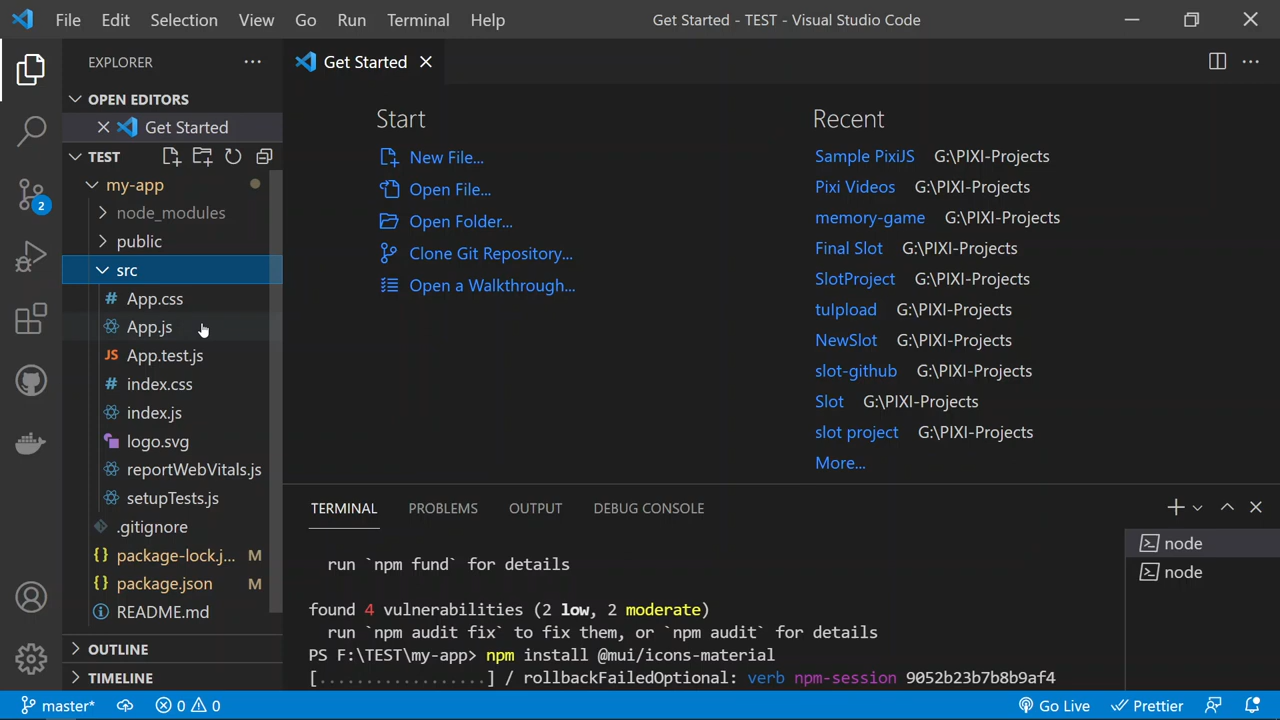 File Edit Selection View Go Run Terminal Help Get Started - TEST - Visual Studio Code
EXPLORER
OPEN EDITORS
Get Started
TEST
my-app
node_modules
public
src
# App.css
App.js
JS App.test.js
# index.css
index.js
logo.svg
reportWebVitals.js
setupTests.js
.gitignore
{} package-lock.j... M
{} package.json M
README.md
OUTLINE
TIMELINE
2
Get Started
Start
New File...
Open File...
Open Folder...
Clone Git Repository...
Open a Walkthrough...
Recent
Sample PixiJS G:\PIXI-Projects
Pixi Videos G:\PIXI-Projects
memory-game G:\PIXI-Projects
Final Slot G:\PIXI-Projects
SlotProject G:\PIXI-Projects
tuIpload G:\PIXI-Projects
NewSlot G:\PIXI-Projects
slot-github G:\PIXI-Projects
Slot G:\PIXI-Projects
slot project G:\PIXI-Projects
More...
TERMINAL PROBLEMS OUTPUT DEBUG CONSOLE
run `npm fund` for details
found 4 vulnerabilities (2 low, 2 moderate)
run `npm audit fix` to fix them, or `npm audit` for details
PS F:\TEST\my-app> npm install @mui/icons-material
[.................] / rollbackFailedOptional: verb npm-session 9052b23b7b8b9af4
node
node
master* 0 0 Go Live Prettier